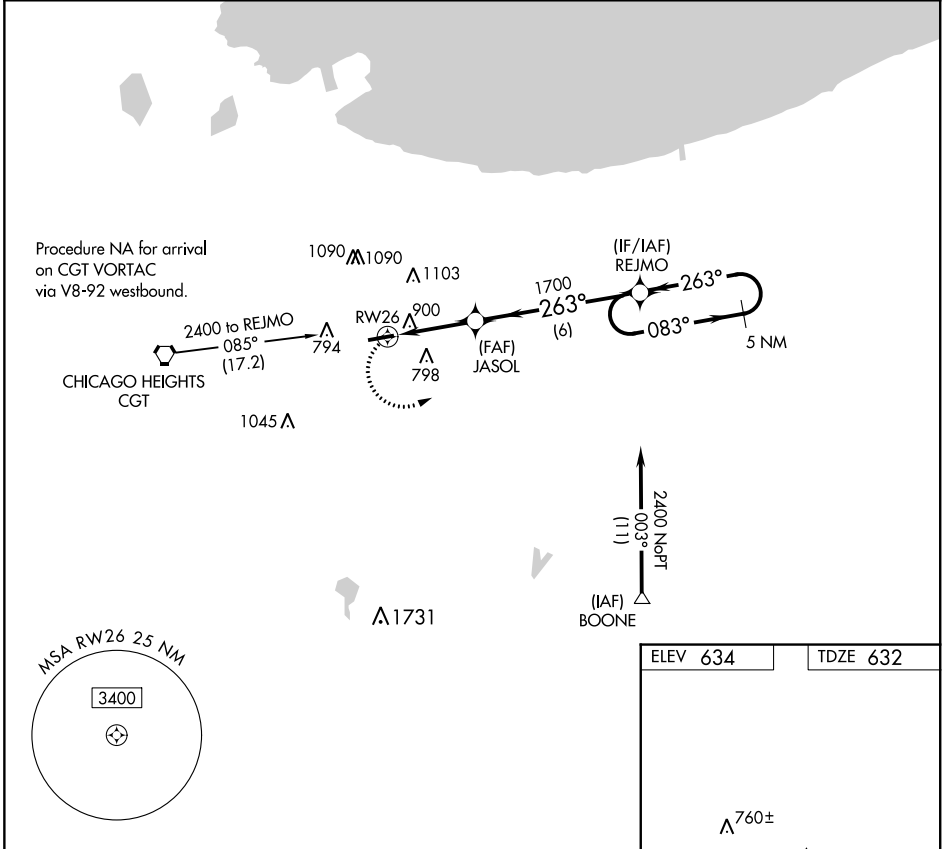 Procedure NA for arrival
on CGT VORTAC
via V8-92 westbound.
1090
1090
1103
(IF/IAF)
REJMO
1700
263°
(6)
263°
083°
5 NM
2400 to REJMO
085°
(17.2)
794
RW26
900
798
(FAF)
JASOL
CHICAGO HEIGHTS
CGT
1045
2400 NoPT
003°
(11)
(IAF)
BOONE
1731
MSA RW26 25 NM
3400
ELEV 634
TDZE 632
760±